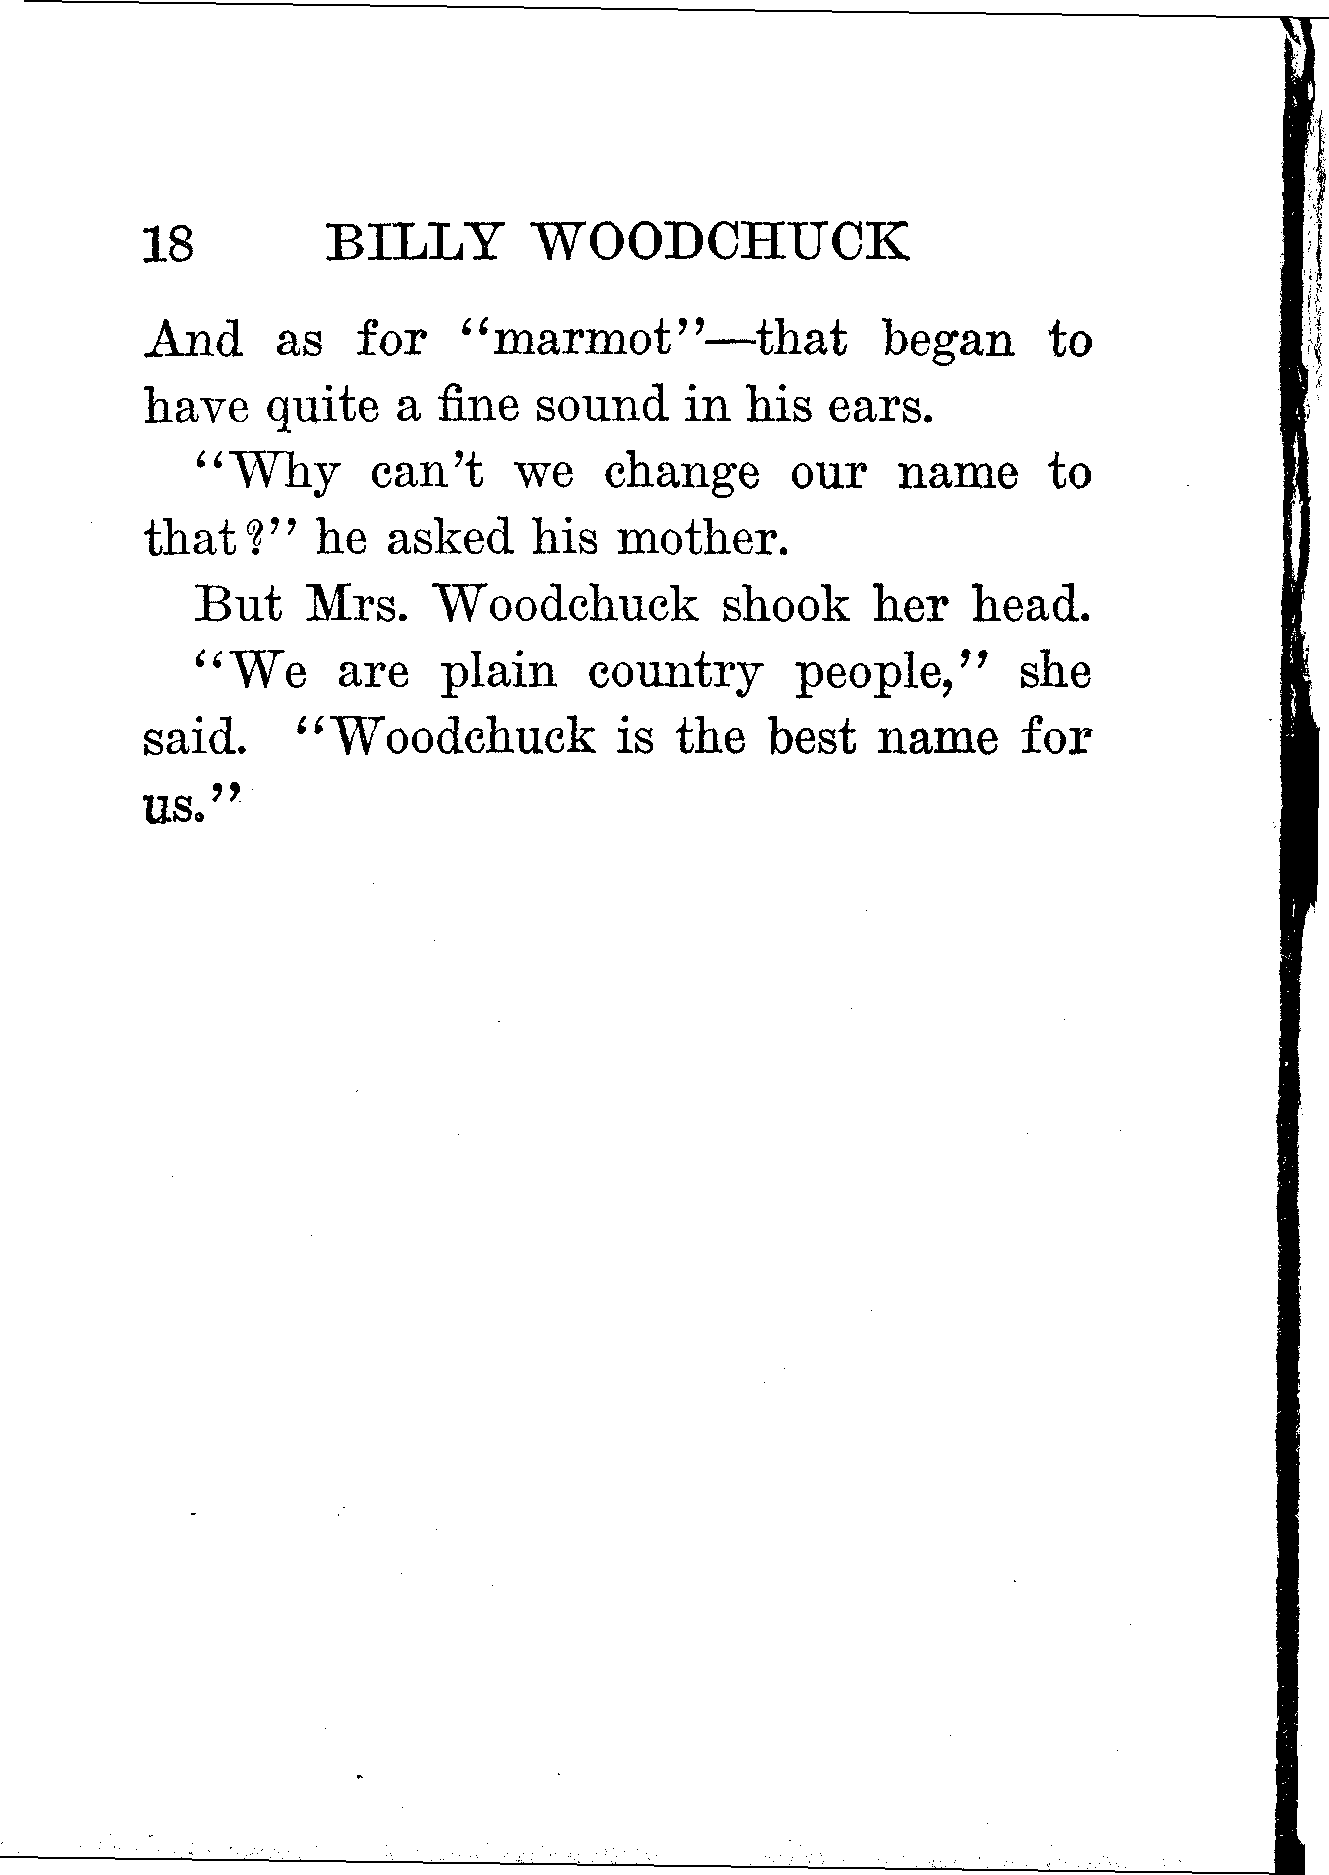 18 BILLY WOODCHUCK
And as for “marmot”—that began to
have quite a fine sound in his ears.
“Why can’t we change our name to
that?” he asked his mother.
But Mrs. Woodchuck shook her head.
“We are plain country people,” she
said. “Woodchuck is the best name for
us.”